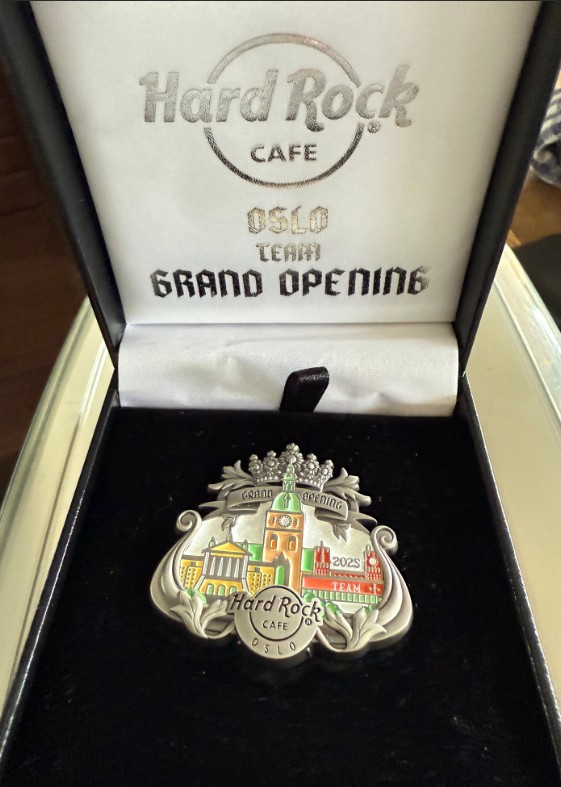 Hard Rock®
CAFE
OSLO
TEAM
GRAND OPENING
GRAND OPENING
2025
TEAM
Hard Rock®
CAFE
OSLO